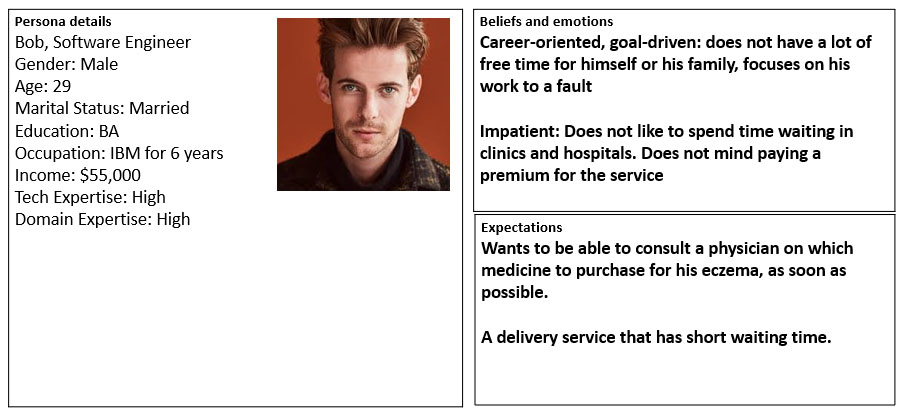 Persona details
Bob, Software Engineer
Gender: Male
Age: 29
Marital Status: Married
Education: BA
Occupation: IBM for 6 years
Income: $55,000
Tech Expertise: High
Domain Expertise: High
Beliefs and emotions
Career-oriented, goal-driven: does not have a lot of
free time for himself or his family, focuses on his
work to a fault
Impatient: Does not like to spend time waiting in
clinics and hospitals. Does not mind paying a
premium for the service
Expectations
Wants to be able to consult a physician on which
medicine to purchase for his eczema, as soon as
possible.
A delivery service that has short waiting time.